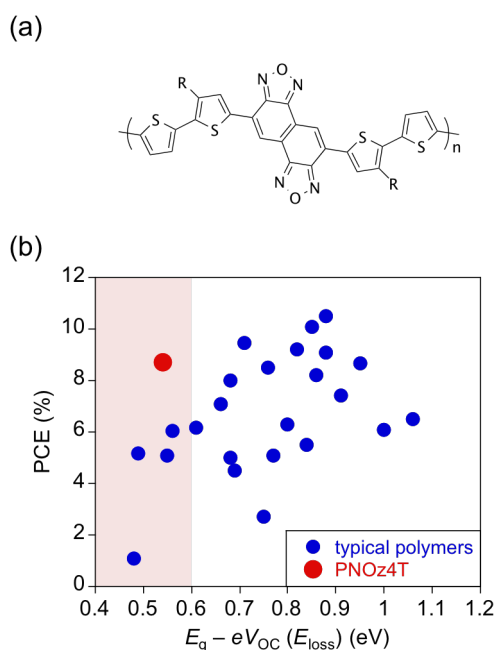 (a)
R
N O N
S S S S
( )n
N O N
R
(b)
12
10
8
6
4
2
0
PCE (%)
typical polymers
PNOz4T
0.4 0.5 0.6 0.7 0.8 0.9 1 1.1 1.2
Eg – eVOC (Eloss) (eV)